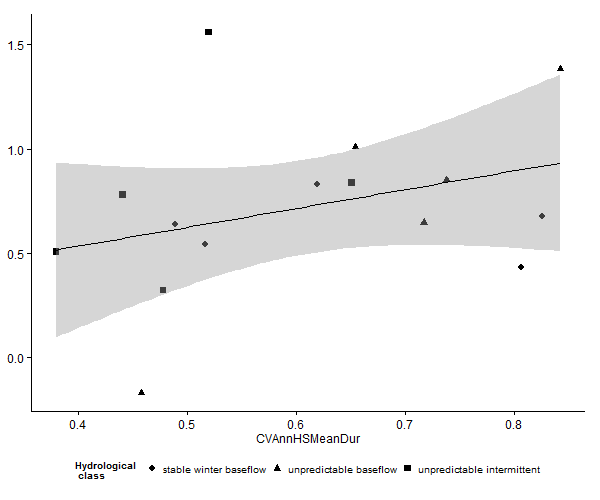 1.5
1.0
0.5
0.0
0.4 0.5 0.6 0.7 0.8
CVAnnHSMeanDur
Hydrological
class
stable winter baseflow unpredictable baseflow unpredictable intermittent